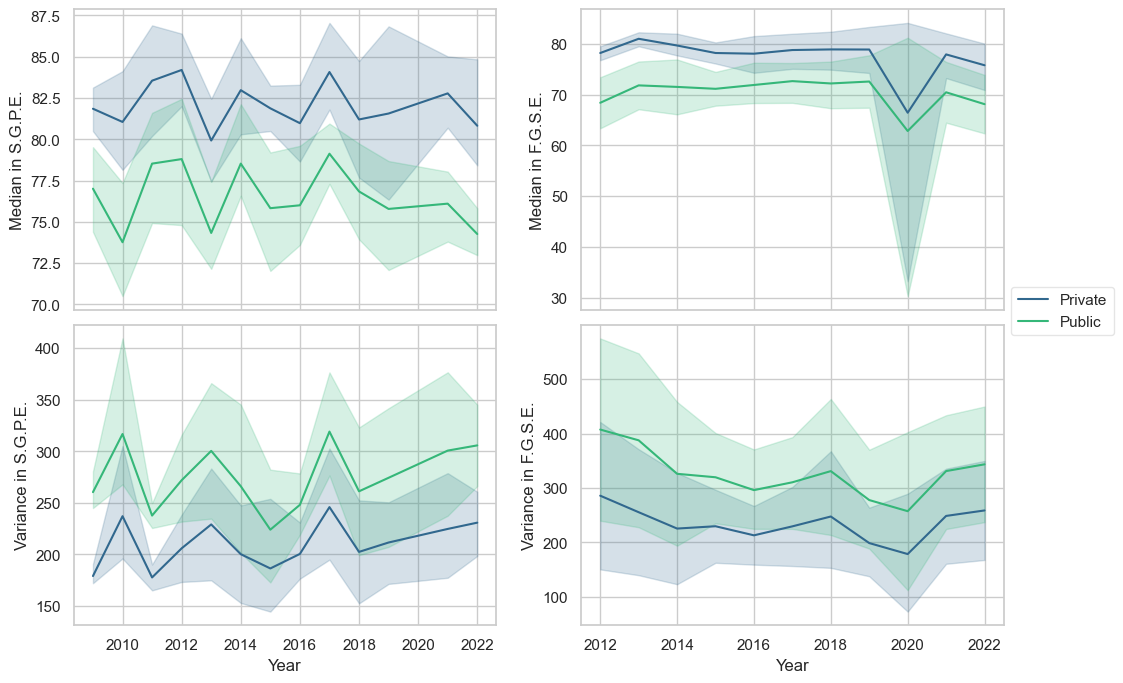 Median in S.G.P.E.
87.5
85.0
82.5
80.0
77.5
75.0
72.5
70.0
Median in F.G.S.E.
80
70
60
50
40
30
Private
Public
Variance in S.G.P.E.
400
350
300
250
200
150
2010 2012 2014 2016 2018 2020 2022
Year
Variance in F.G.S.E.
500
400
300
200
100
2012 2014 2016 2018 2020 2022
Year